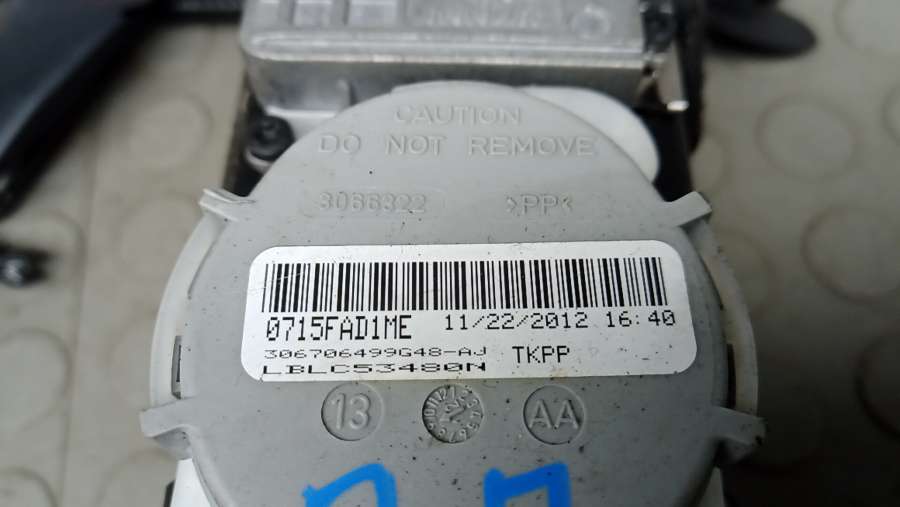 CAUTION
DO NOT REMOVE
3066322 >PP<
0715FAD1ME 11/22/2012 16:40
306706499G48-AJ TKPP
LBLC53480N
13 AA